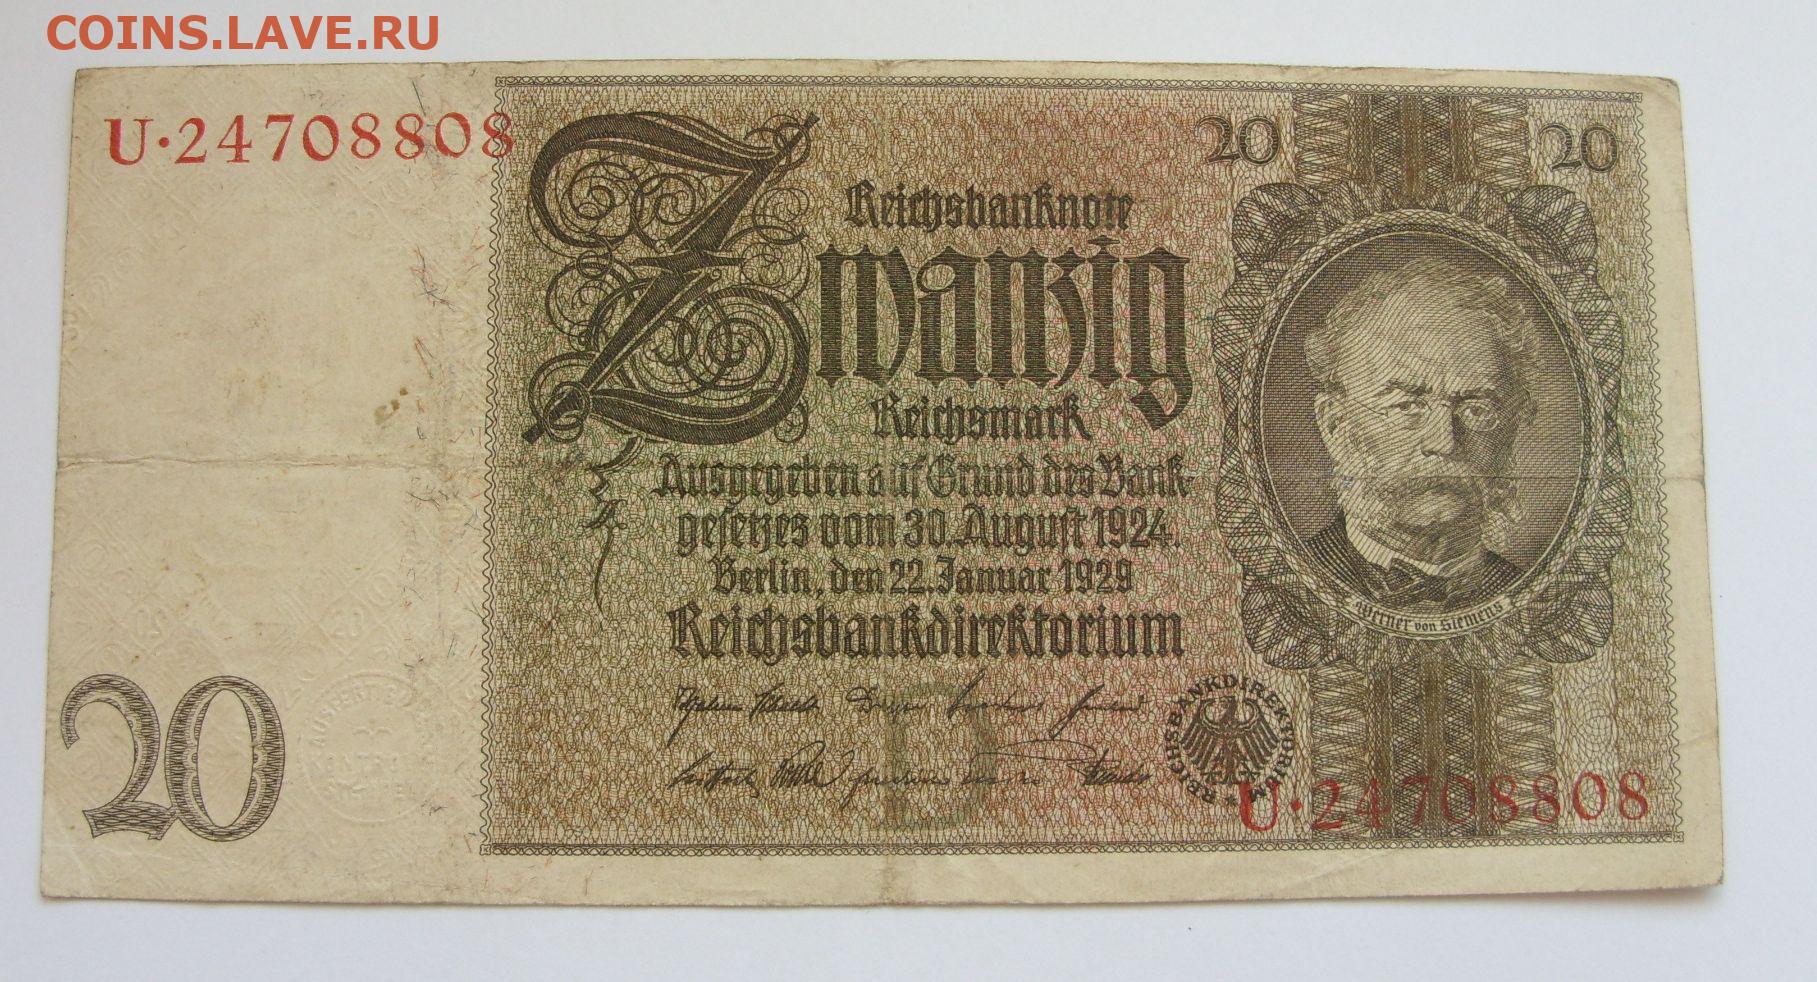 COINS.LAVE.RU
U·24708808
20
20
Reichsbanknote
Zwanzig
Reichsmark
Ausgegeben auf Grund des Bank-
gesetzes vom 30. August 1924.
Berlin, den 22. Januar 1929
Reichsbankdirektorium
Werner von Siemens
REICHSBANKDIREKTORIUM
20
U·24708808